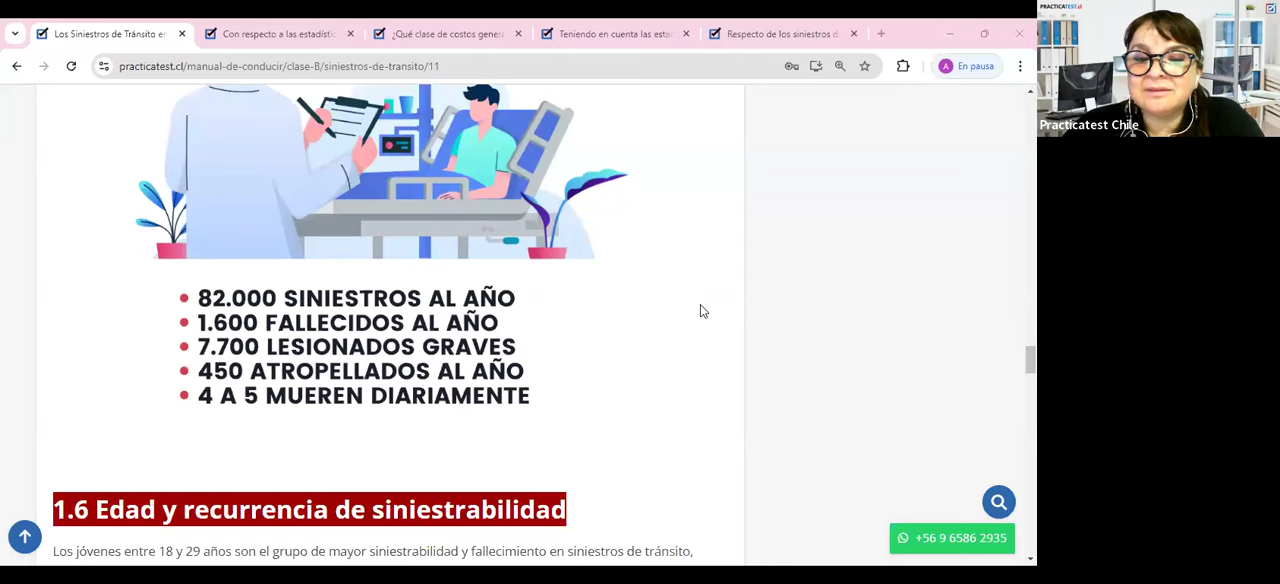 Los Siniestros de Tránsito en
Con respecto a las estadístic
¿Qué clase de costos genera
Teniendo en cuenta las estad
Respecto de los siniestros d
practicatest.cl/manual-de-conducir/clase-B/siniestros-de-transito/11
A En pausa
PRACTICATEST.cl
Practicatest Chile
• 82.000 SINIESTROS AL AÑO
• 1.600 FALLECIDOS AL AÑO
• 7.700 LESIONADOS GRAVES
• 450 ATROPELLADOS AL AÑO
• 4 A 5 MUEREN DIARIAMENTE
1.6 Edad y recurrencia de siniestrabilidad
+56 9 6586 2935
Los jóvenes entre 18 y 29 años son el grupo de mayor siniestrabilidad y fallecimiento en siniestros de tránsito,